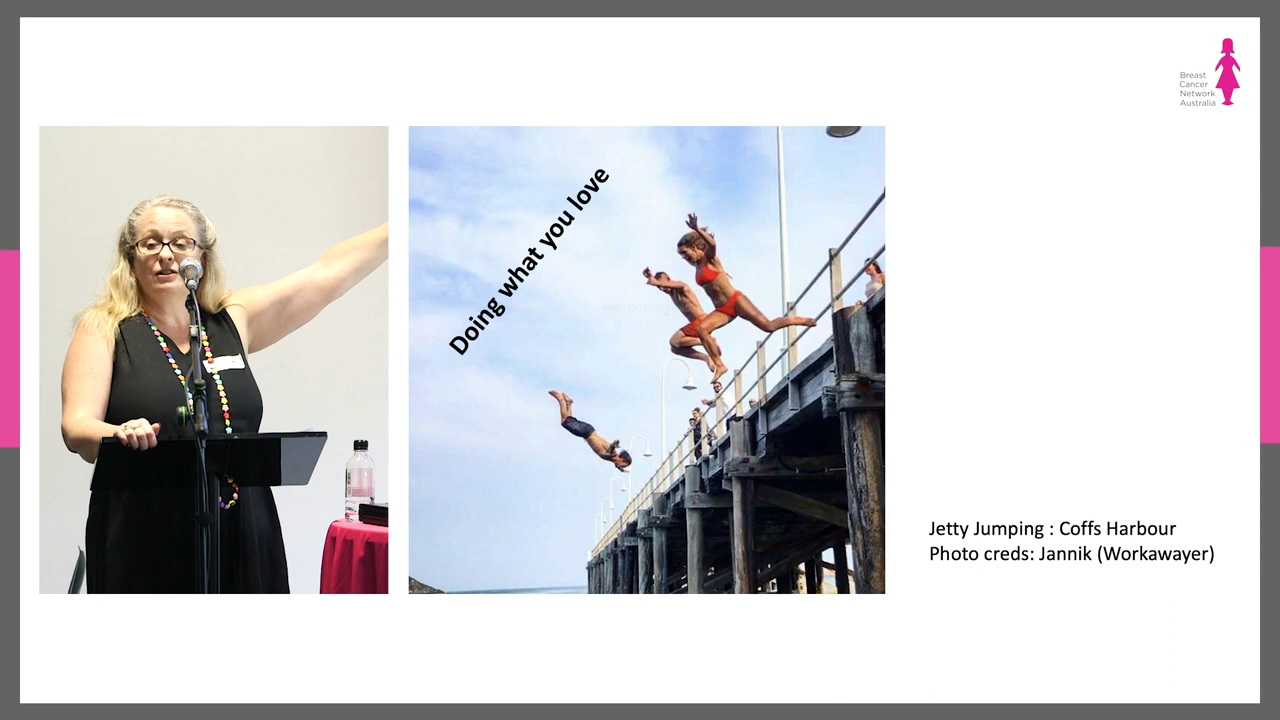 Breast
Cancer
Network
Australia
Doing what you love
Jetty Jumping : Coffs Harbour
Photo creds: Jannik (Workawayer)